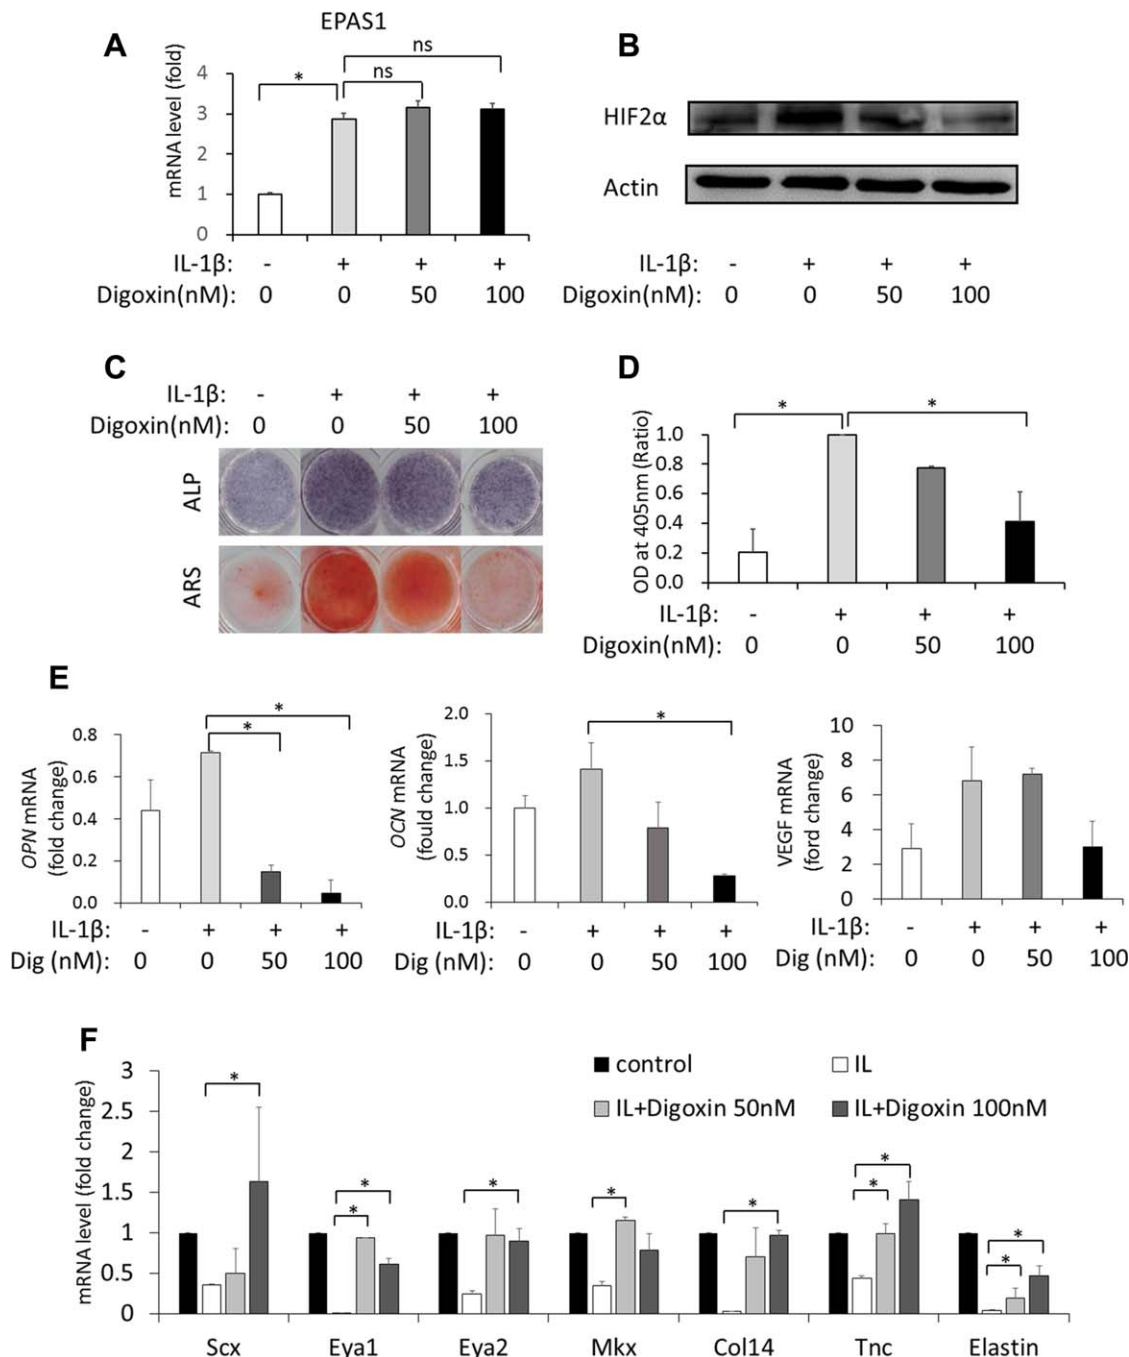 A
EPAS1
mRNA level (fold)
4
3
2
1
0
*
ns
ns
IL-1β: - + + +
Digoxin(nM): 0 0 50 100
B
HIF2α
Actin
IL-1β: - + + +
Digoxin(nM): 0 0 50 100
C
IL-1β: - + + +
Digoxin(nM): 0 0 50 100
ALP
ARS
D
OD at 405nm (Ratio)
1.0
0.8
0.6
0.4
0.2
0.0
* *
IL-1β: - + + +
Digoxin(nM): 0 0 50 100
E
OPN mRNA
(fold change)
0.8
0.6
0.4
0.2
0.0
*
*
IL-1β: - + + +
Dig (nM): 0 0 50 100
OCN mRNA
(fould change)
2.0
1.5
1.0
0.5
0.0
*
IL-1β: - + + +
Dig (nM): 0 0 50 100
VEGF mRNA
(ford change)
10
8
6
4
2
0
IL-1β: - + + +
Dig (nM): 0 0 50 100
F
mRNA level (fold change)
3
2.5
2
1.5
1
0.5
0
control IL
IL+Digoxin 50nM IL+Digoxin 100nM
*
*
*
*
*
*
*
*
*
*
Scx Eya1 Eya2 Mkx Col14 Tnc Elastin